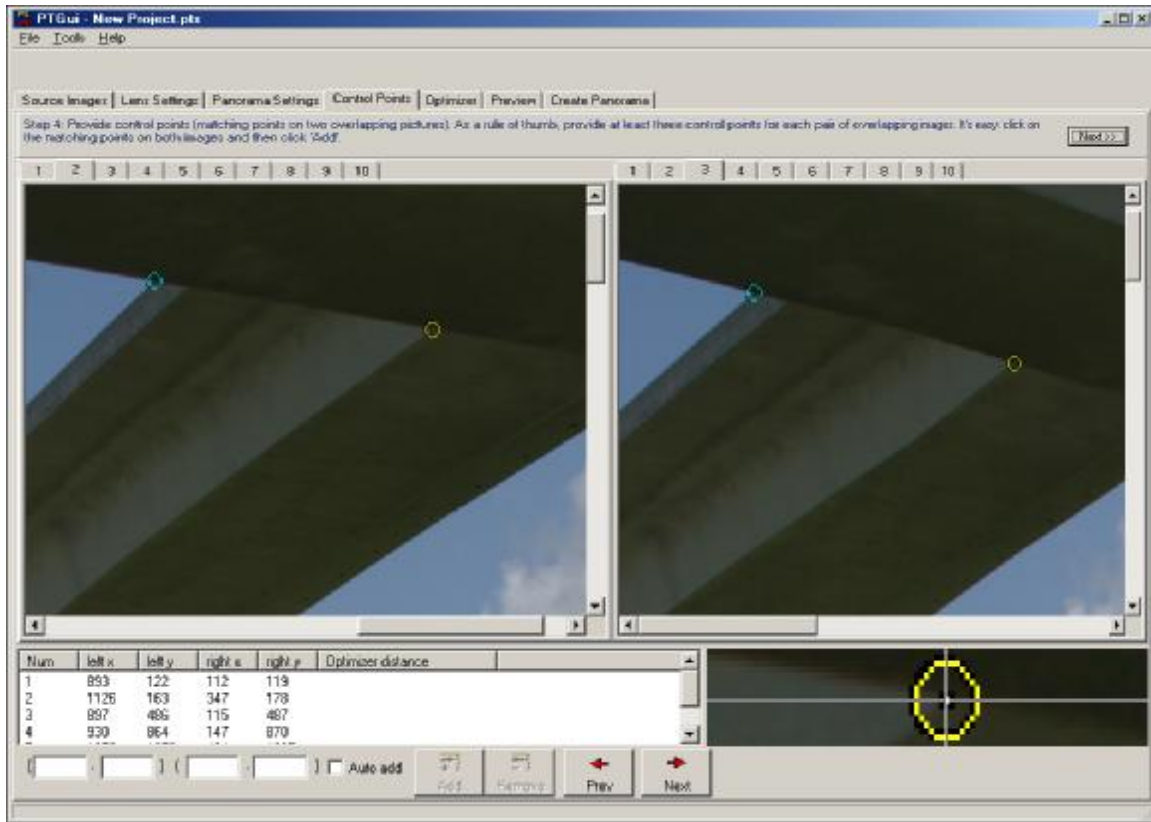 PTGui - New Project.pts
File Tools Help
Source Images Lens Settings Panorama Settings Control Points Optimizer Preview Create Panorama
Step 4: Provide control points (matching points on two overlapping pictures). As a rule of thumb, provide at least three control points for each pair of overlapping images. It's easy: click on
the matching points on both images and then click 'Add'.
Next >>
1 2 3 4 5 6 7 8 9 10
1 2 3 4 5 6 7 8 9 10
Num left x left y right x right y Optimizer distance
1 893 122 112 119
2 1126 163 347 178
3 897 486 115 487
4 930 864 147 870
( , ) ( , ) Auto add Add Remove Prev Next